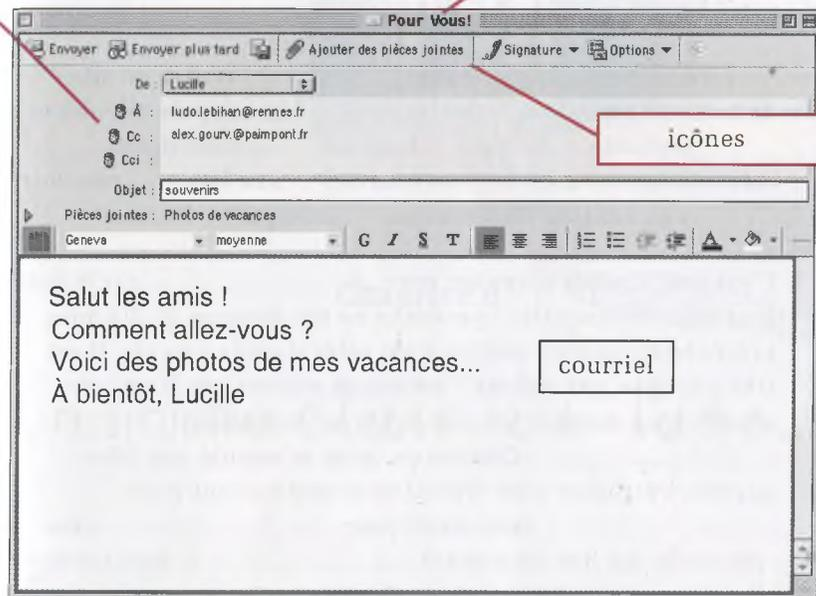 Pour Vous!
Envoyer Envoyer plus tard Ajouter des pièces jointes Signature Options
De : Lucille
À : ludo.lebihan@rennes.fr
Cc : alex.gourv.@paimpont.fr
Cci :
icônes
Objet : souvenirs
Pièces jointes : Photos de vacances
Geneva moyenne G I S T A
Salut les amis !
Comment allez-vous ?
Voici des photos de mes vacances...
À bientôt, Lucille
courriel